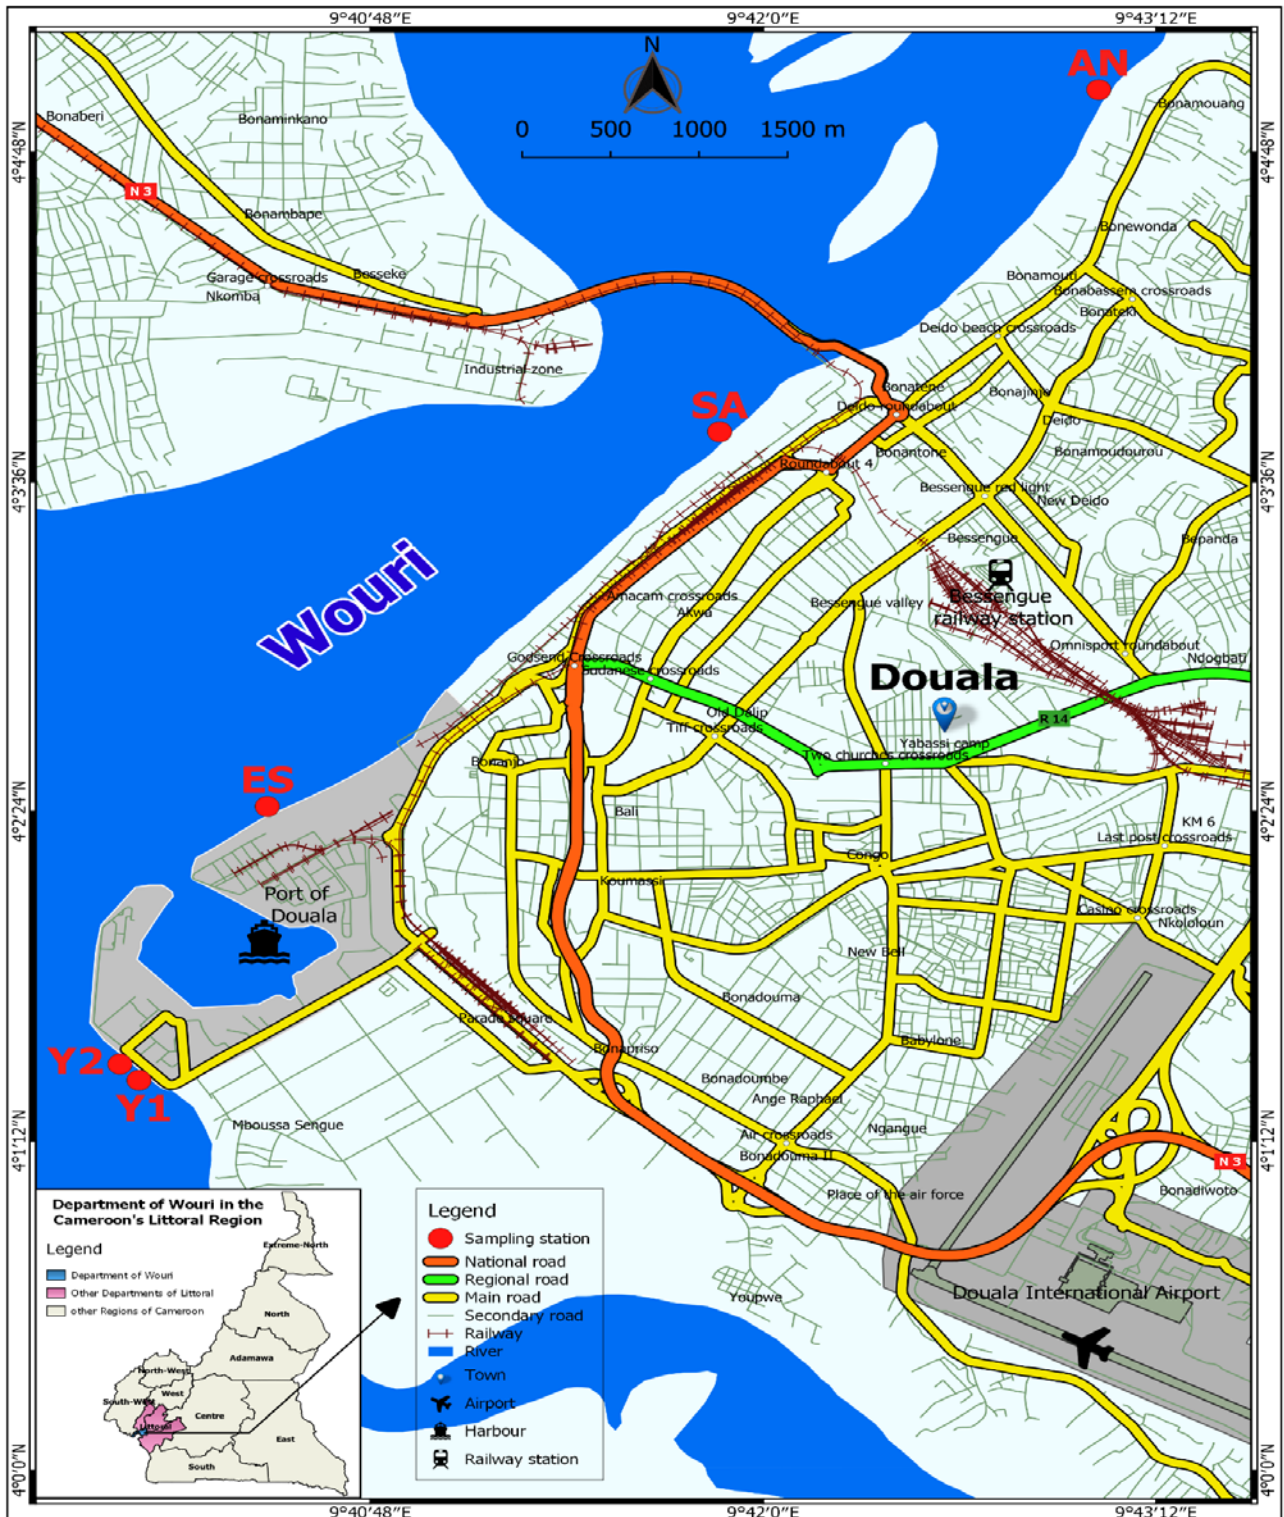 9°40'48"E
9°42'0"E
9°43'12"E
N
0 500 1000 1500 m
AN
Bonaberi
Bonaminkano
Bonamouang
4°4'48"N
4°4'48"N
N 3
Bonambape
Bonewonda
Garage crossroads
Besseke
Nkomba
Bonamouti
Bonabassem crossroads
Bonateki
Deido beach crossroads
Industrial zone
Bonatene
Bonajinje
SA
Deido roundabout
Deido
Bonantone
Bonamoudourou
Roundabout 4
4°3'36"N
4°3'36"N
Bessengue red light
New Deido
Bessengue
Bepanda
Wouri
Amacam crossroads
Akwa
Bessengue valley
Bessengue
railway station
Omnisport roundabout
Godsend Crossroads
Ndogbati
Sudanese crossroads
Douala
Old Dalip
R 14
Tiff crossroads
Yabassi camp
Two churches crossroads
Bonanjo
ES
4°2'24"N
4°2'24"N
Bali
KM 6
Last post crossroads
Congo
Koumassi
Port of
Douala
Casino crossroads
Nkololoun
New Bell
Bonadouma
Parade Square
Babylone
Bonapriso
Y2
Y1
Bonadoumbe
Ange Raphael
Mboussa Sengue
Ngangue
Air crossroads
4°1'12"N
4°1'12"N
Bonadouma II
N 3
Place of the air force
Bonadiwoto
Youpwe
Douala International Airport
Department of Wouri in the
Cameroon's Littoral Region
Legend
Department of Wouri
Other Departments of Littoral
other Regions of Cameroon
Extreme-North
North
Adamawa
North-West
West
South-West
Centre
Littoral
East
South
Legend
Sampling station
National road
Regional road
Main road
Secondary road
Railway
River
Town
Airport
Harbour
Railway station
4°0'0"N
4°0'0"N
9°40'48"E
9°42'0"E
9°43'12"E